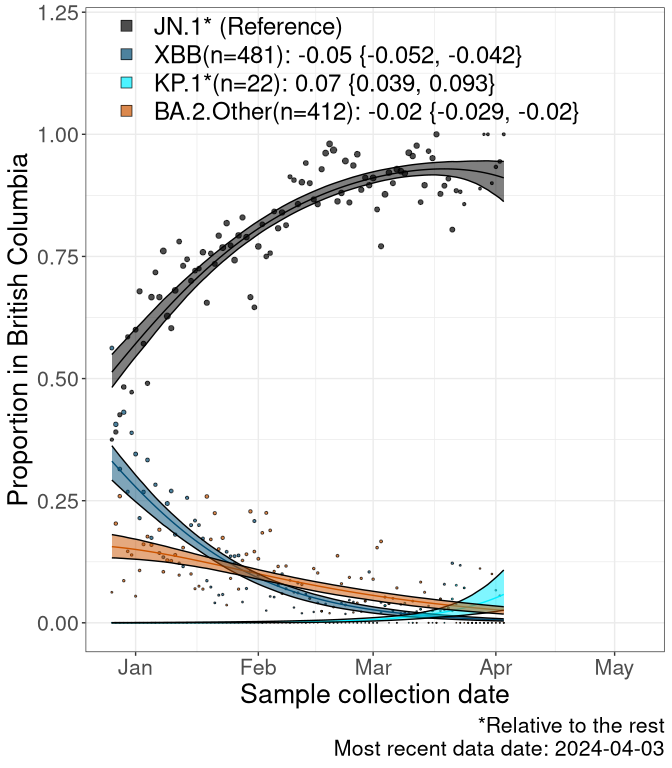 1.25
JN.1* (Reference)
XBB(n=481): -0.05 {-0.052, -0.042}
KP.1*(n=22): 0.07 {0.039, 0.093}
BA.2.Other(n=412): -0.02 {-0.029, -0.02}
1.00
0.75
0.50
0.25
0.00
Proportion in British Columbia
Jan Feb Mar Apr May
Sample collection date
*Relative to the rest
Most recent data date: 2024-04-03